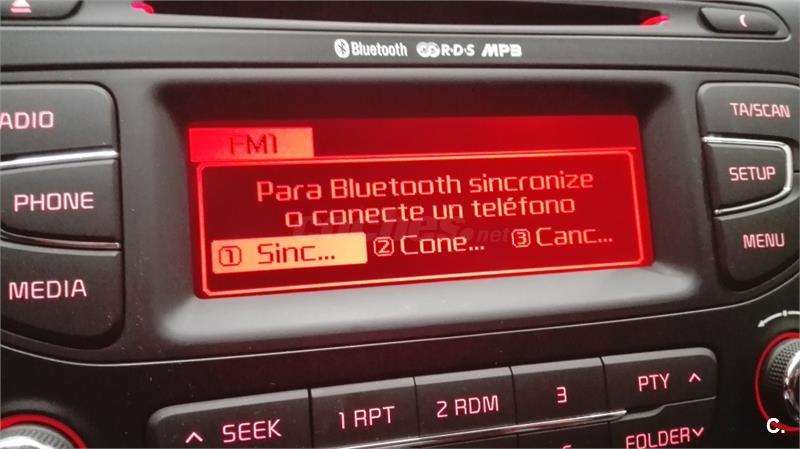 Bluetooth R·D·S MP3
RADIO
PHONE
MEDIA
FM1
Para Bluetooth sincronize
o conecte un teléfono
1 Sinc... 2 Cone... 3 Canc...
TA/SCAN
SETUP
MENU
SEEK
1 RPT
2 RDM
3
PTY
FOLDER
C.